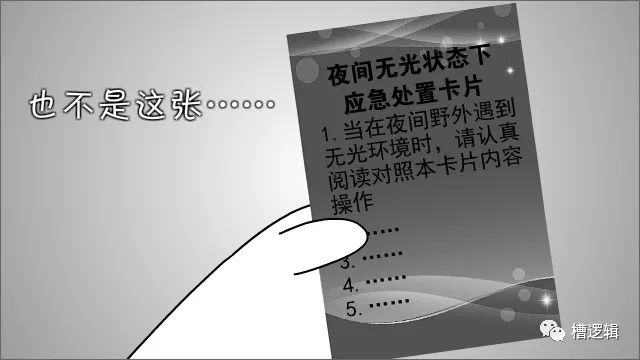 也不是这张……
夜间无光状态下
应急处置卡片
1. 当在夜间野外遇到
无光环境时，请认真
阅读对照本卡片内容
操作
……
3. ……
4. ……
5. ……
槽逻辑